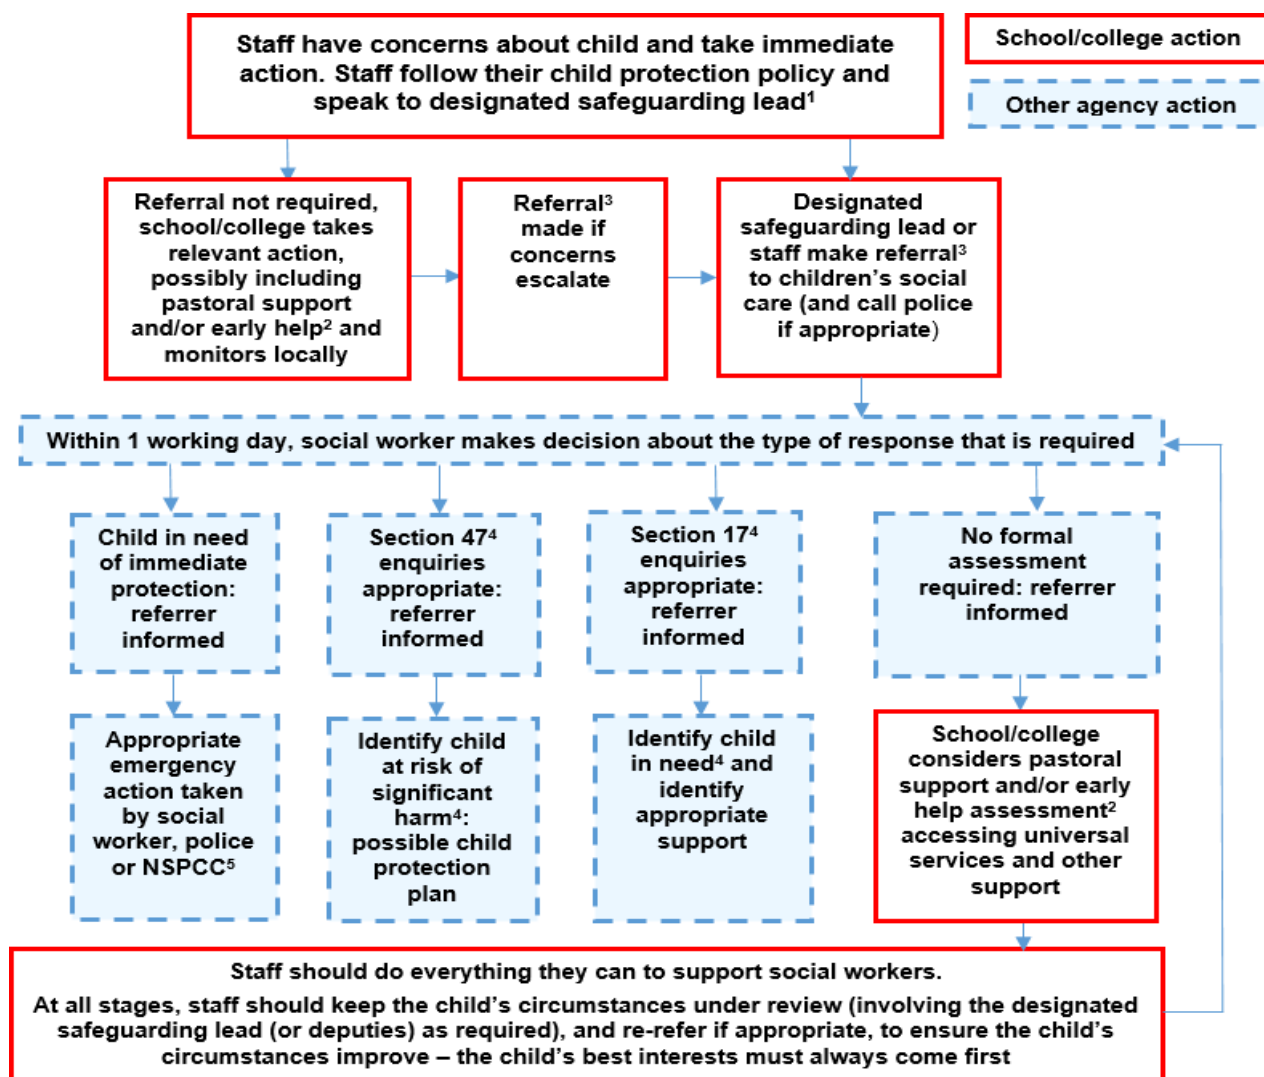 Staff have concerns about child and take immediate
action. Staff follow their child protection policy and
speak to designated safeguarding lead¹
School/college action
Other agency action
Referral not required,
school/college takes
relevant action,
possibly including
pastoral support
and/or early help² and
monitors locally
Referral³
made if
concerns
escalate
Designated
safeguarding lead or
staff make referral³
to children’s social
care (and call police
if appropriate)
Within 1 working day, social worker makes decision about the type of response that is required
Child in need
of immediate
protection:
referrer
informed
Section 47⁴
enquiries
appropriate:
referrer
informed
Section 17⁴
enquiries
appropriate:
referrer
informed
No formal
assessment
required: referrer
informed
Appropriate
emergency
action taken
by social
worker, police
or NSPCC⁵
Identify child
at risk of
significant
harm⁴:
possible child
protection
plan
Identify child
in need⁴ and
identify
appropriate
support
School/college
considers pastoral
support and/or early
help assessment²
accessing universal
services and other
support
Staff should do everything they can to support social workers.
At all stages, staff should keep the child’s circumstances under review (involving the designated
safeguarding lead (or deputies) as required), and re-refer if appropriate, to ensure the child’s
circumstances improve – the child’s best interests must always come first